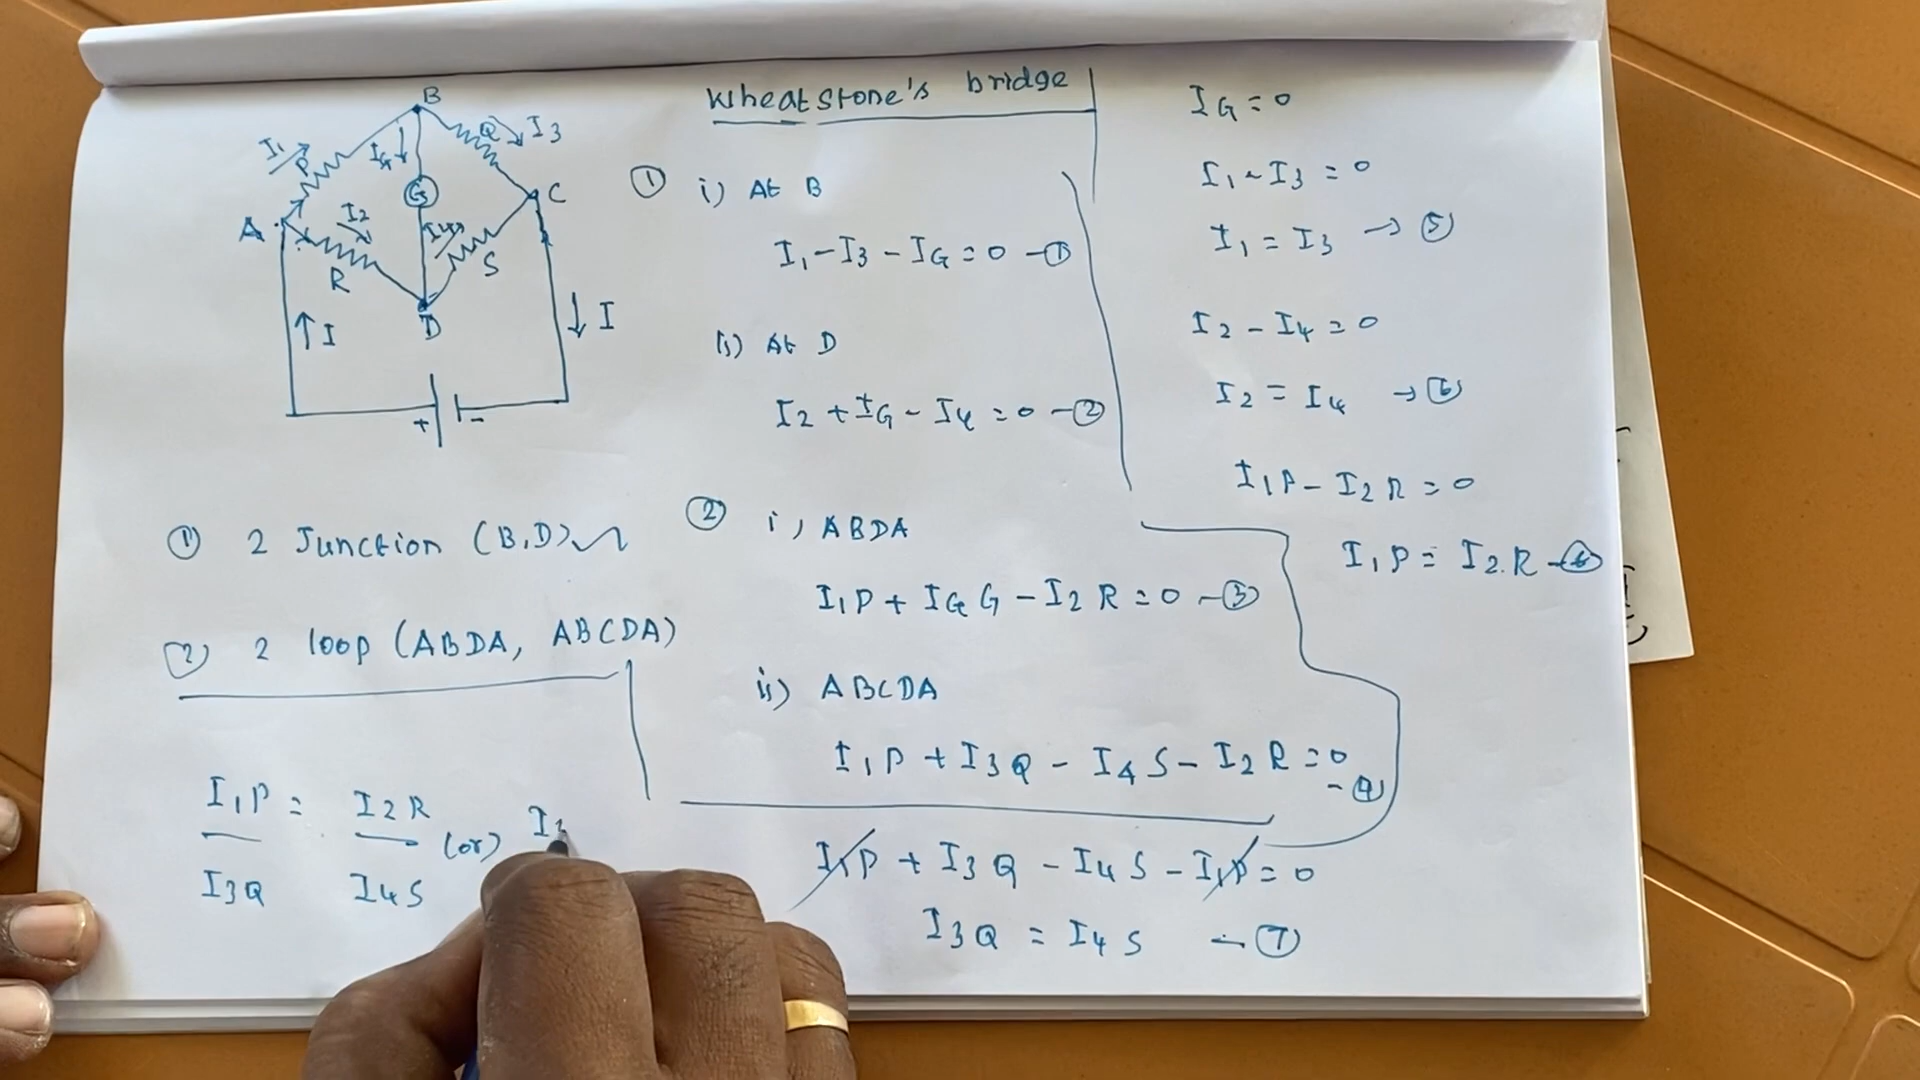 Wheatstone's bridge
B
I1
P
IG
Q
I3
G
C
A
I2
I4
R
S
D
I
I
+
-
① 2 Junction (B,D)
② 2 loop (ABDA, ABCDA)
① i) At B
I1 - I3 - IG = 0 - ①
ii) At D
I2 + IG - I4 = 0 - ②
② i) ABDA
I1P + IG G - I2 R = 0 - ③
ii) ABCDA
I1P + I3Q - I4S - I2R = 0 - ④
I1P + I3Q - I4S - I1P = 0
I3Q = I4S - ⑦
IG = 0
I1 - I3 = 0
I1 = I3 → ⑤
I2 - I4 = 0
I2 = I4 → ⑥
I1P - I2R = 0
I1P = I2.R - ⑥
I1P = I2R (or) I
I3Q I4S